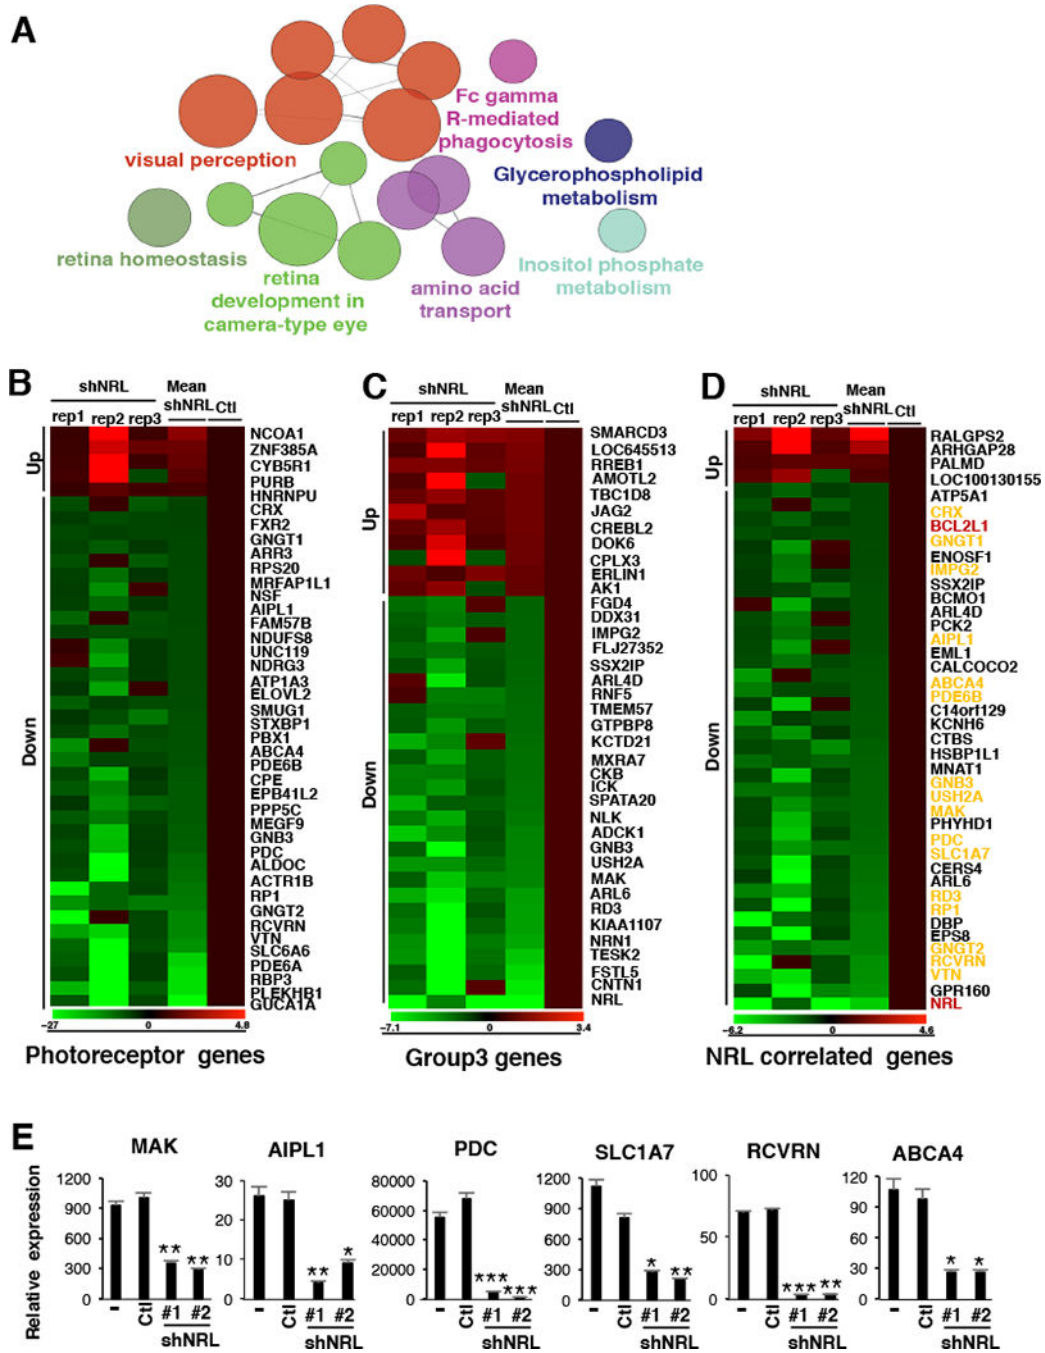 A
visual perception
Fc gamma
R-mediated
phagocytosis
Glycerophospholipid
metabolism
retina homeostasis
retina
development in
camera-type eye
amino acid
transport
Inositol phosphate
metabolism
B
shNRL
Mean
shNRL
Ctl
rep1
rep2
rep3
Up
Down
NCOA1
ZNF385A
CYB5R1
PURB
HNRNPU
CRX
FXR2
GNGT1
ARR3
RPS20
MRFAP1L1
NSF
AIPL1
FAM57B
NDUFS8
UNC119
NDRG3
ATP1A3
ELOVL2
SMUG1
STXBP1
PBX1
ABCA4
PDE6B
CPE
EPB41L2
PPP5C
MEGF9
GNB3
PDC
ALDOC
ACTR1B
RP1
GNGT2
RCVRN
VTN
SLC6A6
PDE6A
RBP3
PLEKHB1
GUCA1A
-27
0
4.8
Photoreceptor genes
C
shNRL
Mean
shNRL
Ctl
rep1
rep2
rep3
Up
Down
SMARCD3
LOC645513
RREB1
AMOTL2
TBC1D8
JAG2
CREBL2
DOK6
CPLX3
ERLIN1
AK1
FGD4
DDX31
IMPG2
FLJ27352
SSX2IP
ARL4D
RNF5
TMEM57
GTPBP8
KCTD21
MXRA7
CKB
ICK
SPATA20
NLK
ADCK1
GNB3
USH2A
MAK
ARL6
RD3
KIAA1107
NRN1
TESK2
FSTL5
CNTN1
NRL
-7.1
0
3.4
Group3 genes
D
shNRL
Mean
shNRL
Ctl
rep1
rep2
rep3
Up
Down
RALGPS2
ARHGAP28
PALMD
LOC100130155
ATP5A1
CRX
BCL2L1
GNGT1
ENOSF1
IMPG2
SSX2IP
BCMO1
ARL4D
PCK2
AIPL1
EML1
CALCOCO2
ABCA4
PDE6B
C14orf129
KCNH6
CTBS
HSBP1L1
MNAT1
GNB3
USH2A
MAK
PHYHD1
PDC
SLC1A7
CERS4
ARL6
RD3
RP1
DBP
EPS8
GNGT2
RCVRN
VTN
GPR160
NRL
-6.2
0
4.6
NRL correlated genes
E
Relative expression
MAK
1200
900
600
300
0
** **
- Ctl #1 #2
shNRL
AIPL1
30
20
10
0
** *
- Ctl #1 #2
shNRL
PDC
80000
60000
40000
20000
0
*** ***
- Ctl #1 #2
shNRL
SLC1A7
1200
900
600
300
0
* **
- Ctl #1 #2
shNRL
RCVRN
100
50
0
*** **
- Ctl #1 #2
shNRL
ABCA4
120
90
60
30
0
* *
- Ctl #1 #2
shNRL